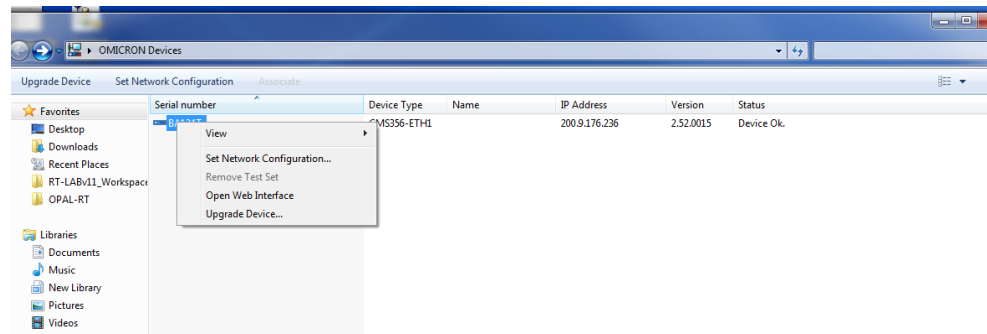 OMICRON Devices
Upgrade Device Set Network Configuration Associate
Favorites
Desktop
Downloads
Recent Places
RT-LABv11_Workspace
OPAL-RT
Libraries
Documents
Music
New Library
Pictures
Videos
Serial number Device Type Name IP Address Version Status
CMS356-ETH1 200.9.176.236 2.52.0015 Device Ok.
View
Set Network Configuration...
Remove Test Set
Open Web Interface
Upgrade Device...